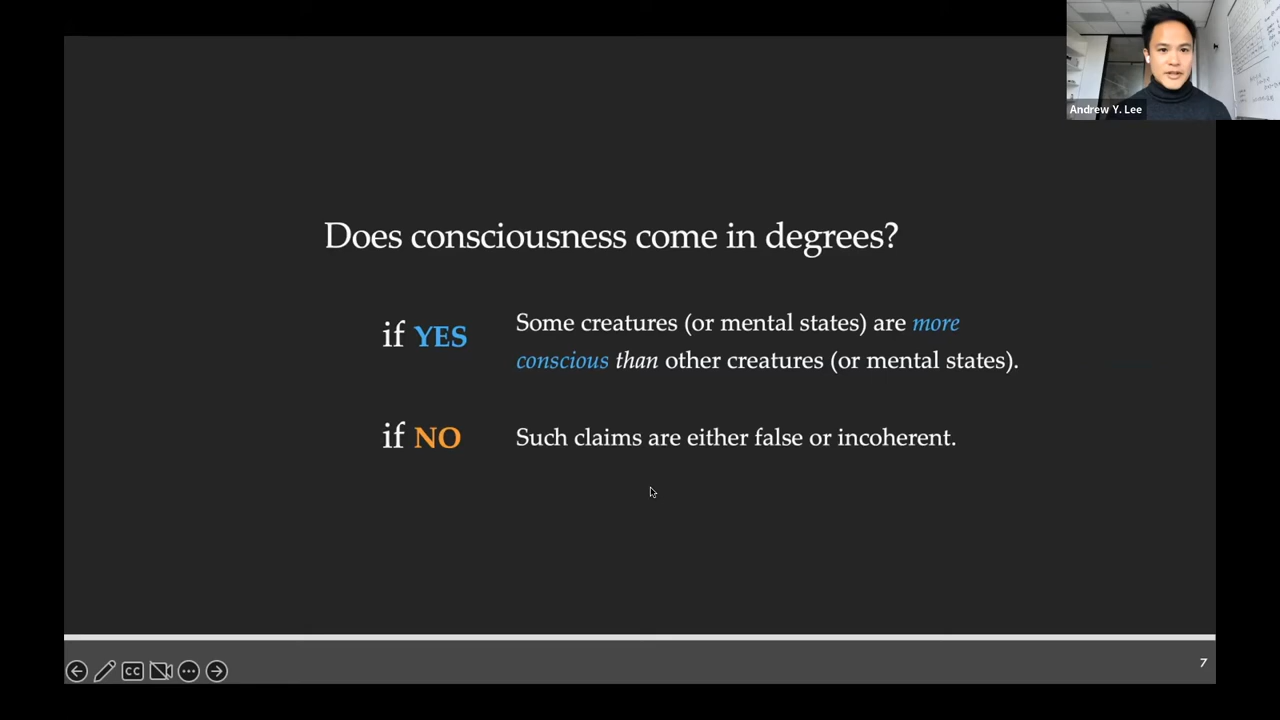 Andrew Y. Lee
Does consciousness come in degrees?
if YES
Some creatures (or mental states) are more
conscious than other creatures (or mental states).
if NO
Such claims are either false or incoherent.
CC
7